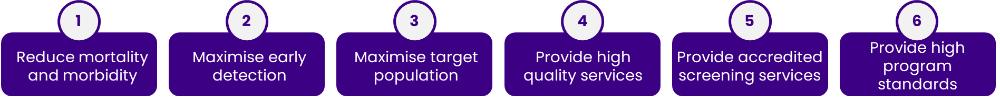 1
Reduce mortality
and morbidity
2
Maximise early
detection
3
Maximise target
population
4
Provide high
quality services
5
Provide accredited
screening services
6
Provide high
program
standards